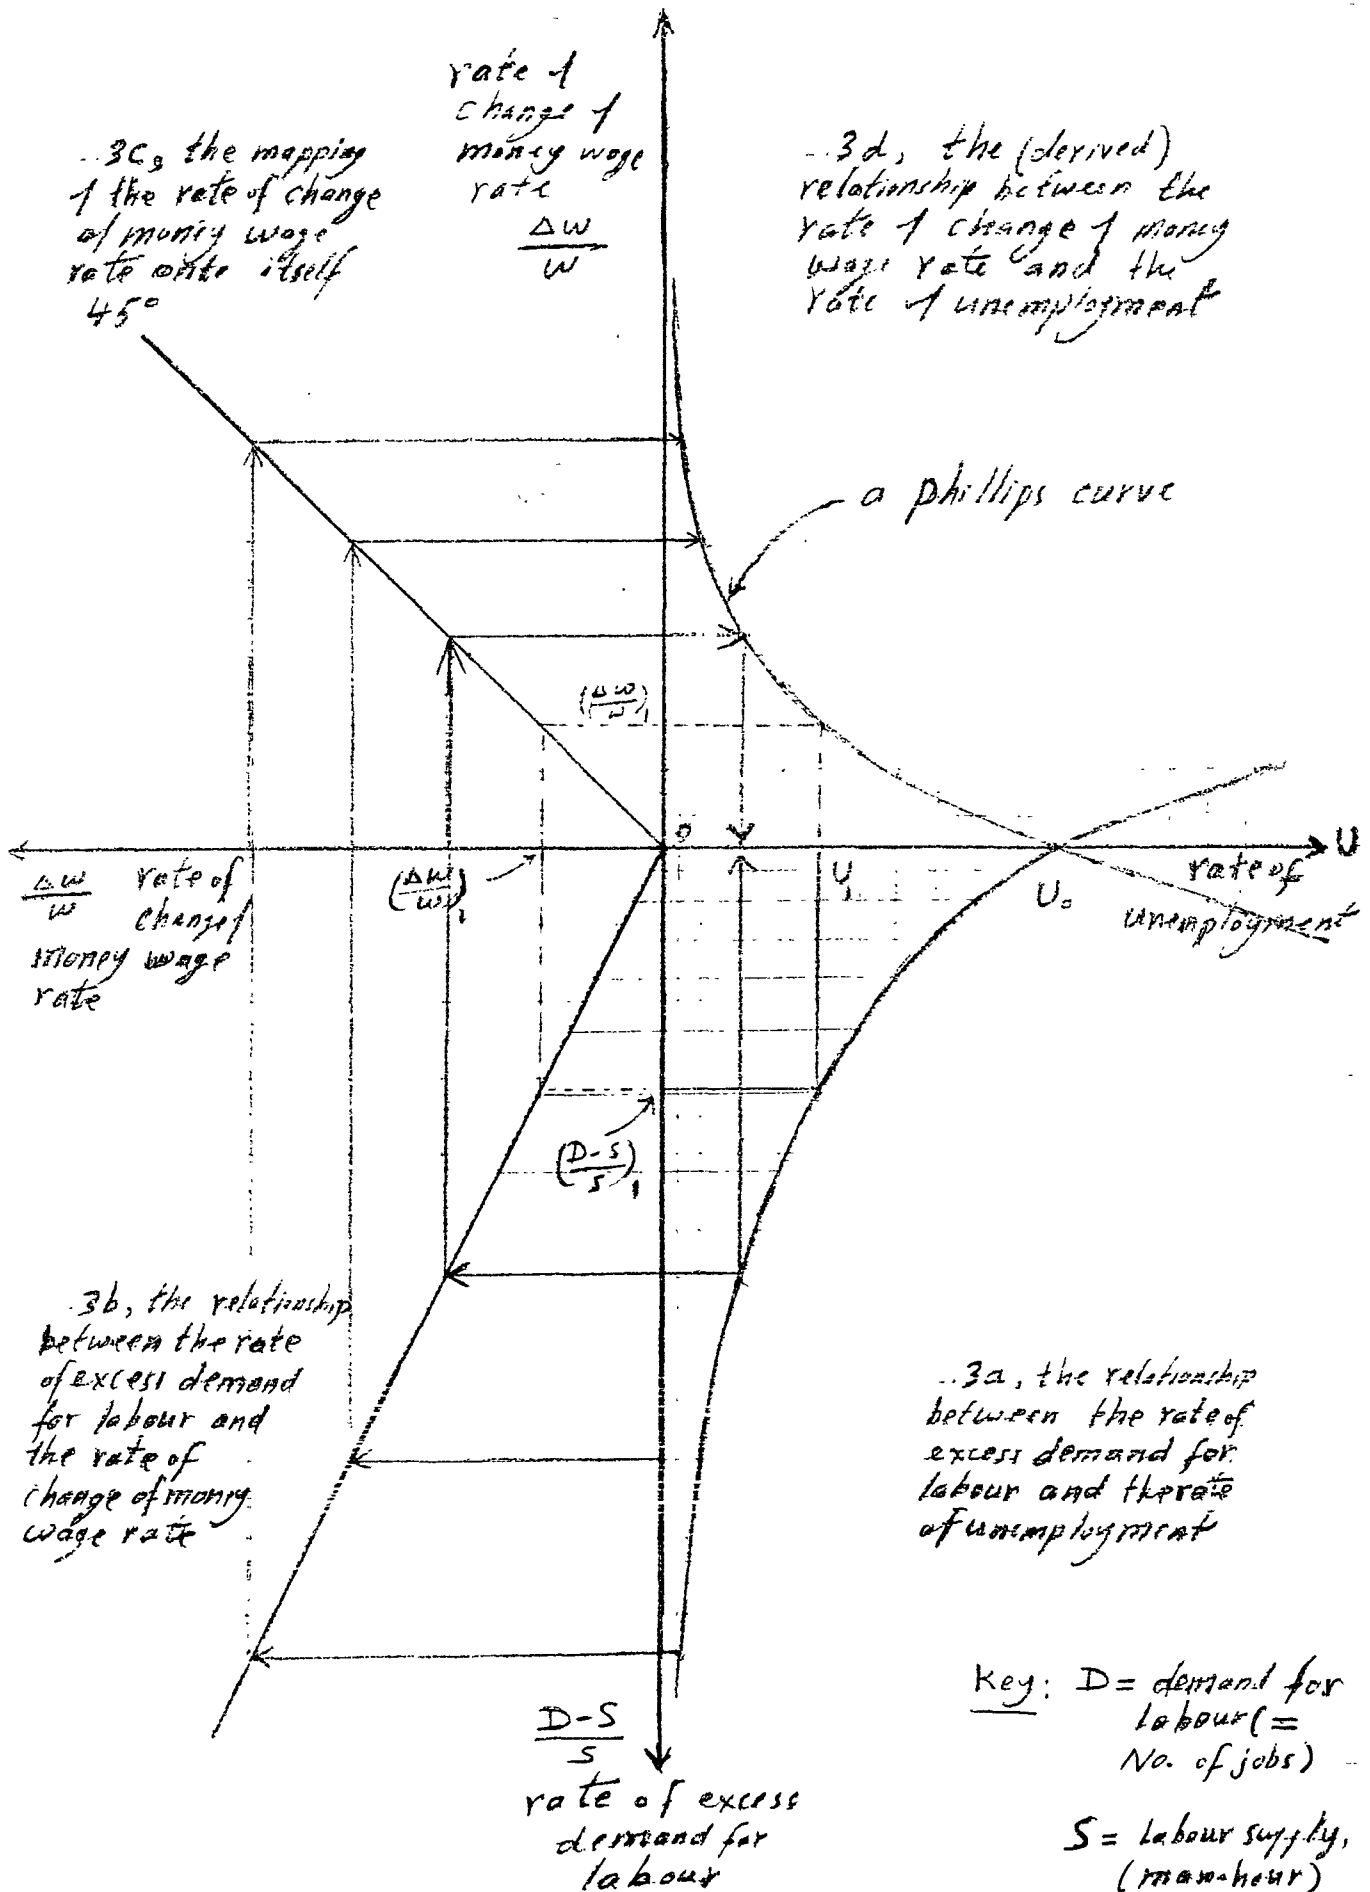 rate of
change of
money wage
rate
ΔW
W
3c, the mapping
of the rate of change
of money wage
rate onto itself
45°
3d, the (derived)
relationship between the
rate of change of money
wage rate and the
rate of unemployment
a phillips curve
(ΔW/W)₁
0
U
ΔW
W
rate of
change of
money wage
rate
(ΔW/W)₁
U₁
U₀
rate of
unemployment
(D-S/S)₁
3b, the relationship
between the rate
of excess demand
for labour and
the rate of
change of money
wage rate
3a, the relationship
between the rate of
excess demand for
labour and the rate
of unemployment
D-S
S
rate of excess
demand for
labour
Key: D = demand for
labour (=
No. of jobs)
S = labour supply,
(man-hour)